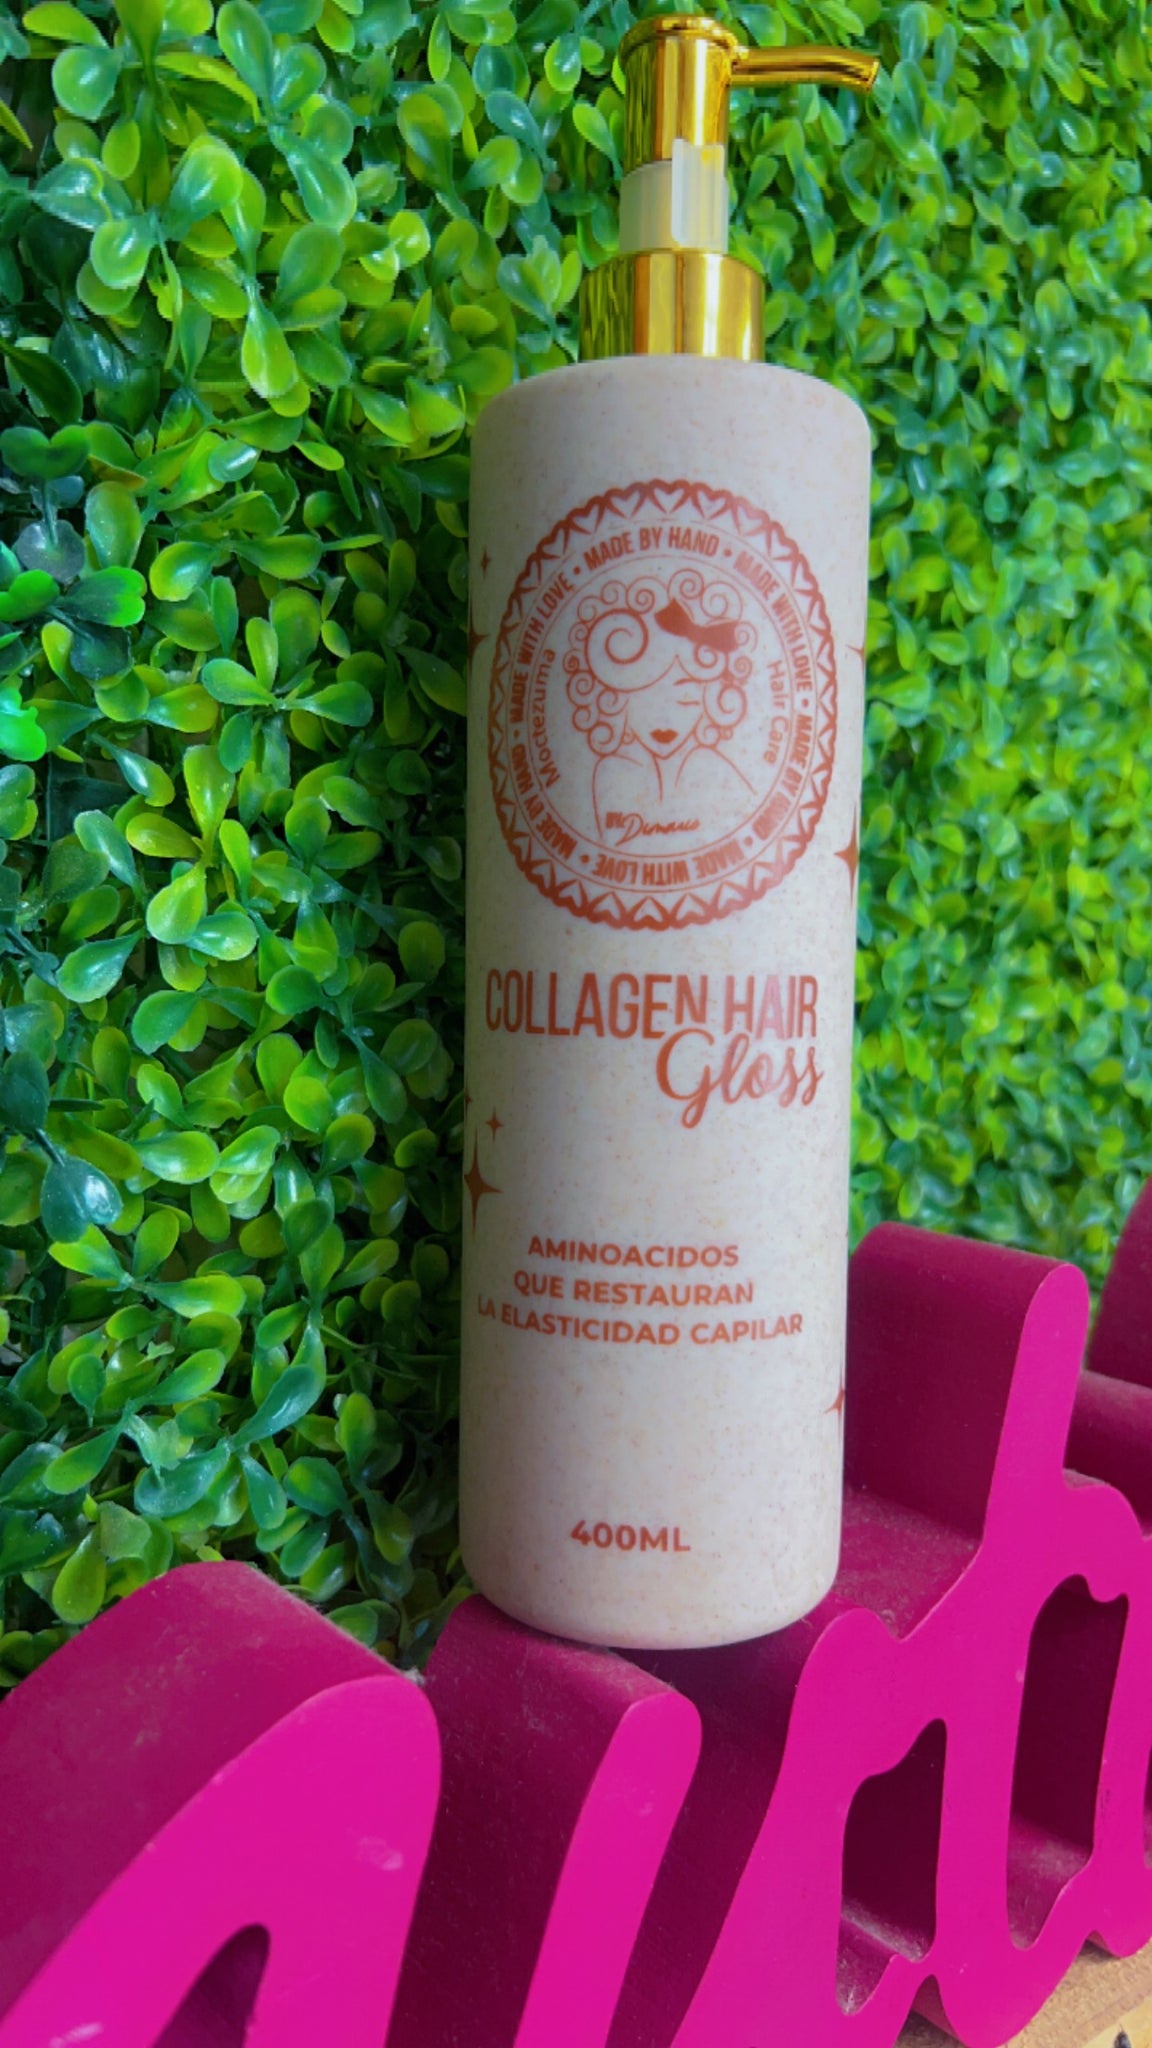 MADE BY HAND • MADE WITH LOVE • MADE BY HAND • MADE WITH LOVE • MADE BY HAND • MADE WITH LOVE •
Moctezuma
Hair Care
COLLAGEN HAIR
Gloss
AMINOACIDOS
QUE RESTAURAN
LA ELASTICIDAD CAPILAR
400ML